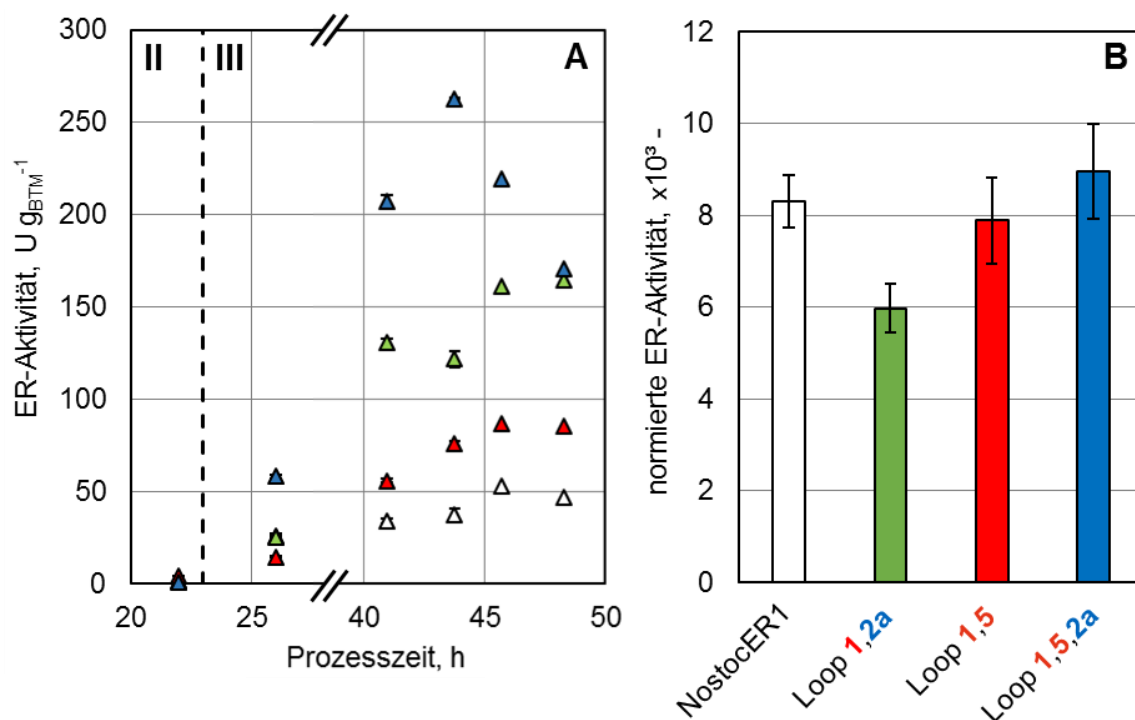 300
250
200
150
100
50
0
ER-Aktivität, U g_BTM^-1
II
III
A
20 25 40 45 50
Prozesszeit, h
12
10
8
6
4
2
0
normierte ER-Aktivität, x10³ -
B
NostocER1
Loop 1,2a
Loop 1,5
Loop 1,5,2a